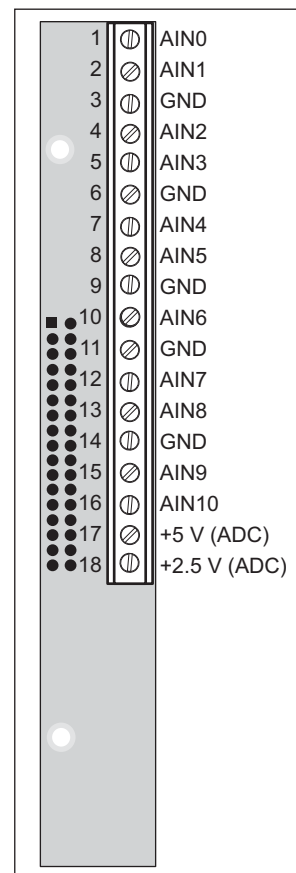 1 AIN0
2 AIN1
3 GND
4 AIN2
5 AIN3
6 GND
7 AIN4
8 AIN5
9 GND
10 AIN6
11 GND
12 AIN7
13 AIN8
14 GND
15 AIN9
16 AIN10
17 +5 V (ADC)
18 +2.5 V (ADC)